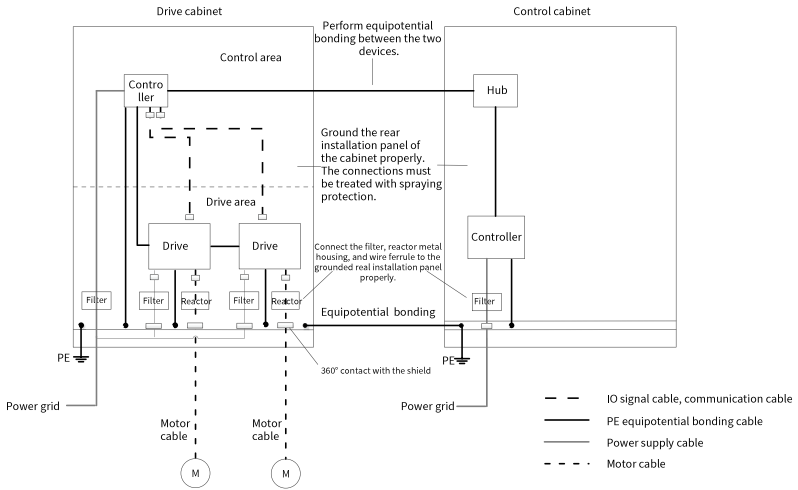 Drive cabinet
Control cabinet
Perform equipotential
bonding between the two
devices.
Control area
Contro
ller
Hub
Ground the rear
installation panel of
the cabinet properly.
The connections must
be treated with spraying
protection.
Drive area
Drive
Drive
Controller
Connect the filter, reactor metal
housing, and wire ferrule to the
grounded real installation panel
properly.
Filter
Filter
Reactor
Filter
Reactor
Filter
Equipotential bonding
PE
PE
360° contact with the shield
Power grid
Power grid
Motor
cable
Motor
cable
M
M
IO signal cable, communication cable
PE equipotential bonding cable
Power supply cable
Motor cable